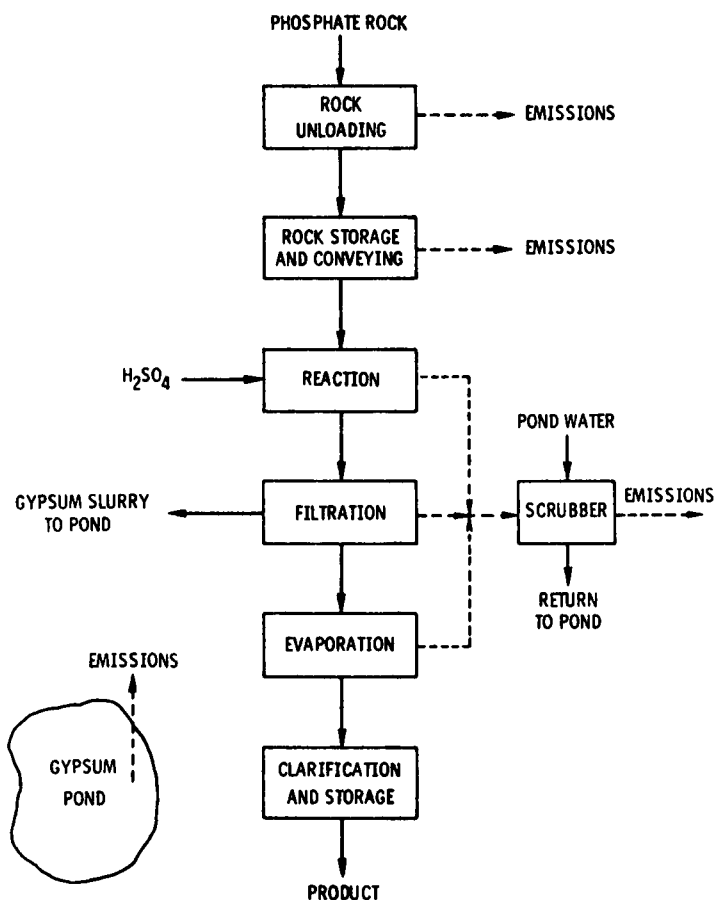 PHOSPHATE ROCK
ROCK
UNLOADING
EMISSIONS
ROCK STORAGE
AND CONVEYING
EMISSIONS
H₂SO₄
REACTION
POND WATER
GYPSUM SLURRY
TO POND
FILTRATION
SCRUBBER
EMISSIONS
RETURN
TO POND
EVAPORATION
EMISSIONS
GYPSUM
POND
CLARIFICATION
AND STORAGE
PRODUCT